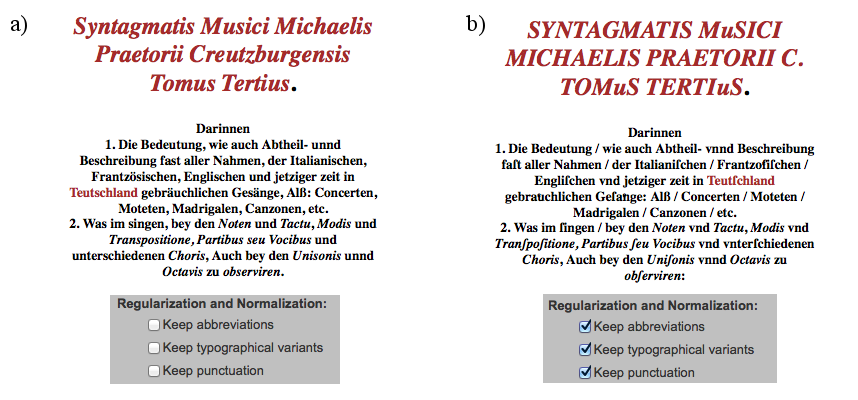 a)
Syntagmatis Musici Michaelis
Praetorii Creutzburgensis
Tomus Tertius.
Darinnen
1. Die Bedeutung, wie auch Abtheil- unnd
Beschreibung fast aller Nahmen, der Italianischen,
Frantzösischen, Englischen und jetziger zeit in
Teutschland gebräuchlichen Gesänge, Alß: Concerten,
Moteten, Madrigalen, Canzonen, etc.
2. Was im singen, bey den Noten und Tactu, Modis und
Transpositione, Partibus seu Vocibus und
unterschiedenen Choris, Auch bey den Unisonis unnd
Octavis zu observiren.
Regularization and Normalization:
Keep abbreviations
Keep typographical variants
Keep punctuation
b)
SYNTAGMATIS MuSICI
MICHAELIS PRAETORII C.
TOMuS TERTIuS.
Darinnen
1. Die Bedeutung / wie auch Abtheil- vnnd Beschreibung
faſt aller Nahmen / der Italianiſchen / Frantzoſiſchen /
Engliſchen vnd jetziger zeit in Teutſchland
gebrauchlichen Geſange: Alß / Concerten / Moteten /
Madrigalen / Canzonen / etc.
2. Was im ſingen / bey den Noten vnd Tactu, Modis vnd
Tranſpoſitione, Partibus ſeu Vocibus vnd vnterſchiedenen
Choris, Auch bey den Uniſonis vnnd Octavis zu
obſerviren:
Regularization and Normalization:
Keep abbreviations
Keep typographical variants
Keep punctuation